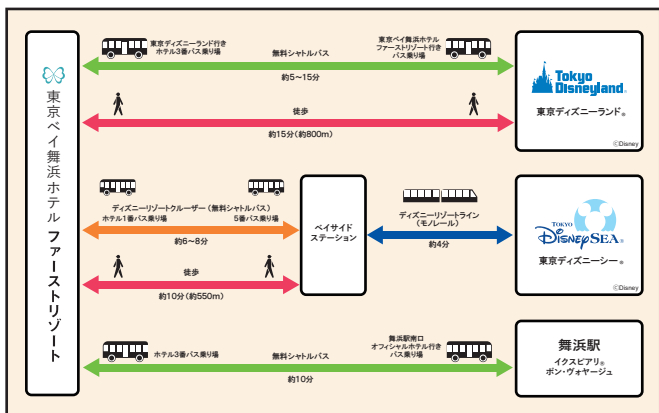 東京ベイ舞浜ホテル ファーストリゾート
東京ディズニーランド行き
ホテル3番バス乗り場
無料シャトルバス
東京ベイ舞浜ホテル
ファーストリゾート行き
バス乗り場
約5~15分
徒歩
約15分(約800m)
Tokyo
Disneyland®
東京ディズニーランド®
©Disney
ディズニーリゾートクルーザー(無料シャトルバス)
ホテル1番バス乗り場
5番バス乗り場
約6~8分
徒歩
約10分(約550m)
ベイサイド
ステーション
ディズニーリゾートライン
(モノレール)
約4分
TOKYO
DISNEYSEA®
東京ディズニーシー®
©Disney
ホテル3番バス乗り場
無料シャトルバス
舞浜駅南口
オフィシャルホテル行き
バス乗り場
約10分
舞浜駅
イクスピアリ®
ボン・ヴォヤージュ